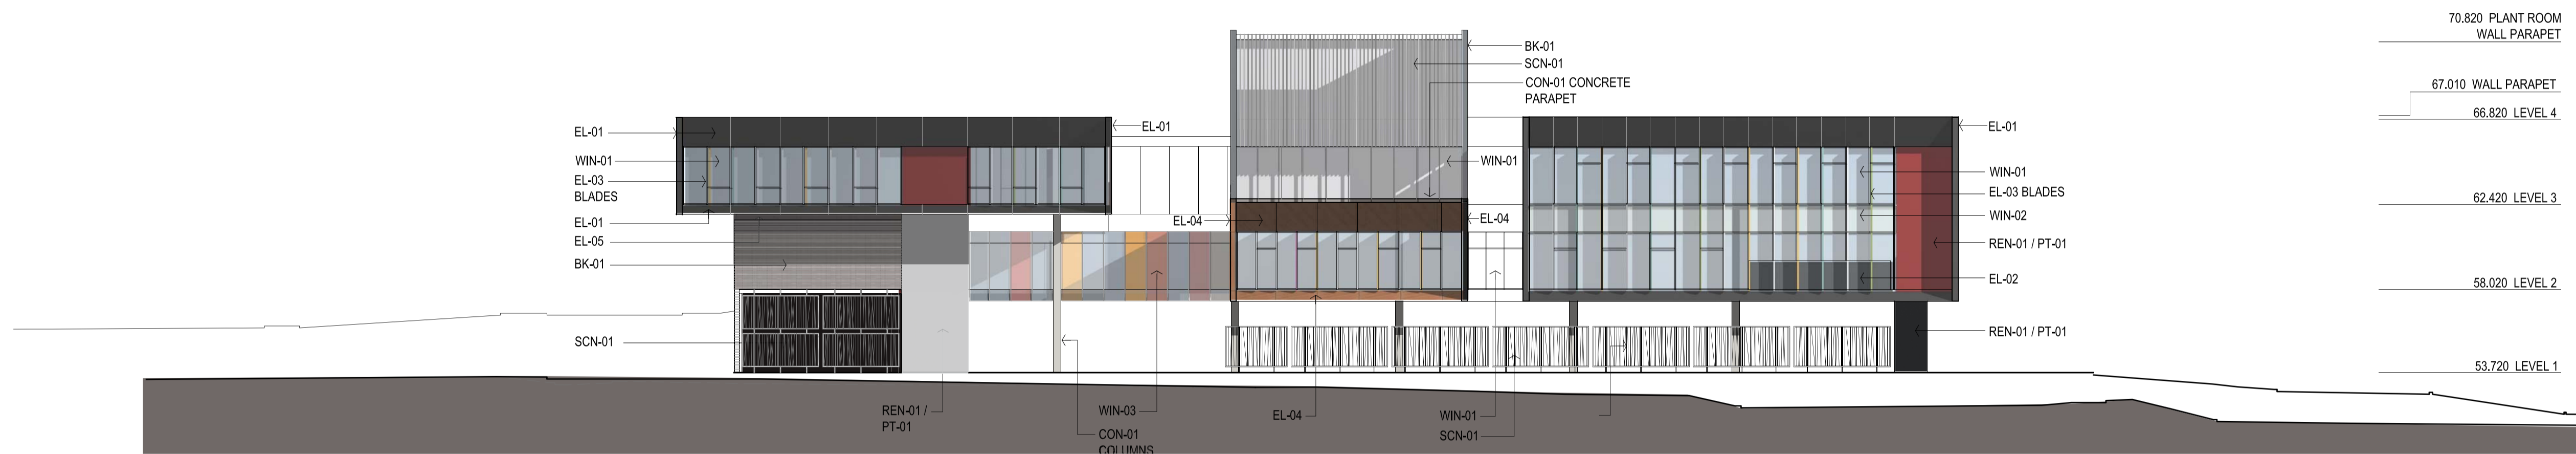 70.820 PLANT ROOM
WALL PARAPET
67.010 WALL PARAPET
66.820 LEVEL 4
62.420 LEVEL 3
58.020 LEVEL 2
53.720 LEVEL 1
EL-01
WIN-01
EL-03
BLADES
EL-01
EL-05
BK-01
SCN-01
EL-01
BK-01
SCN-01
CON-01 CONCRETE
PARAPET
WIN-01
EL-04
EL-04
EL-01
WIN-01
EL-03 BLADES
WIN-02
REN-01 / PT-01
EL-02
REN-01 / PT-01
REN-01 /
PT-01
WIN-03
CON-01
COLUMNS
EL-04
WIN-01
SCN-01